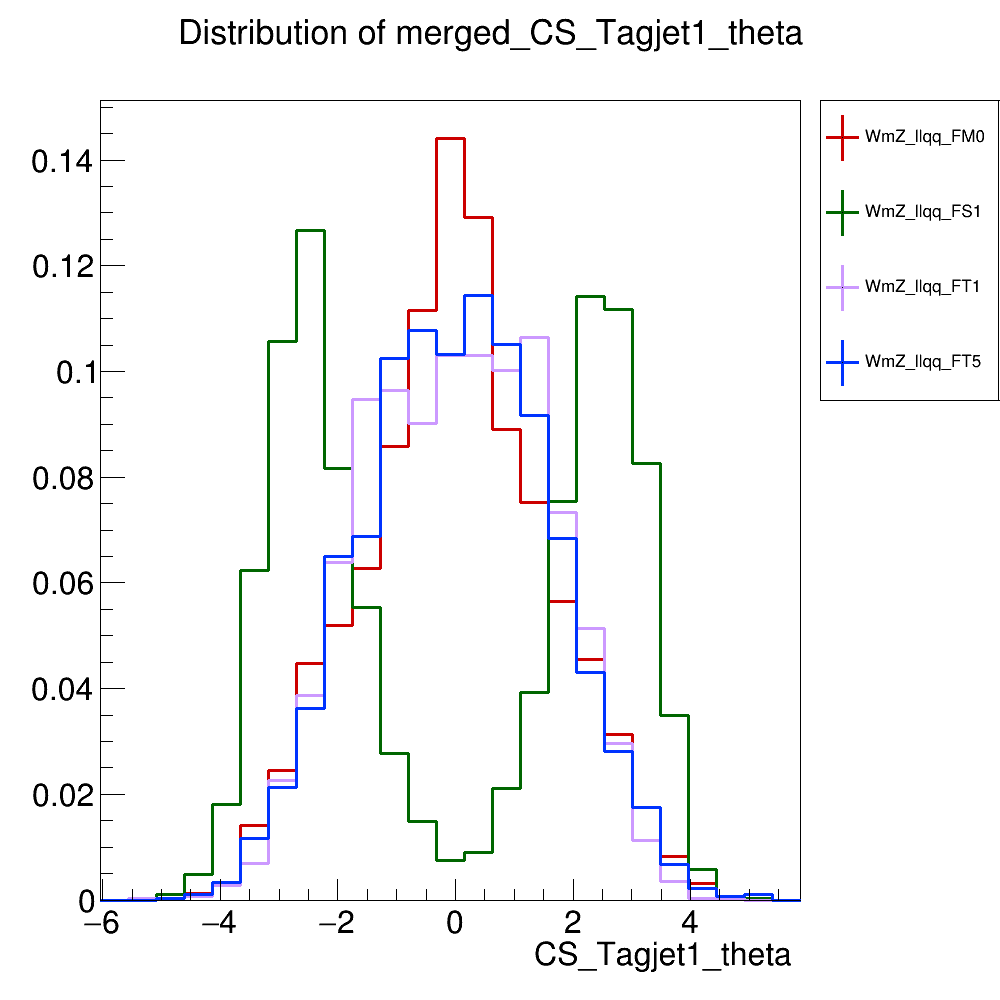 Distribution of merged_CS_Tagjet1_theta
0.14
0.12
0.1
0.08
0.06
0.04
0.02
0
−6 −4 −2 0 2 4
CS_Tagjet1_theta
WmZ_llqq_FM0
WmZ_llqq_FS1
WmZ_llqq_FT1
WmZ_llqq_FT5